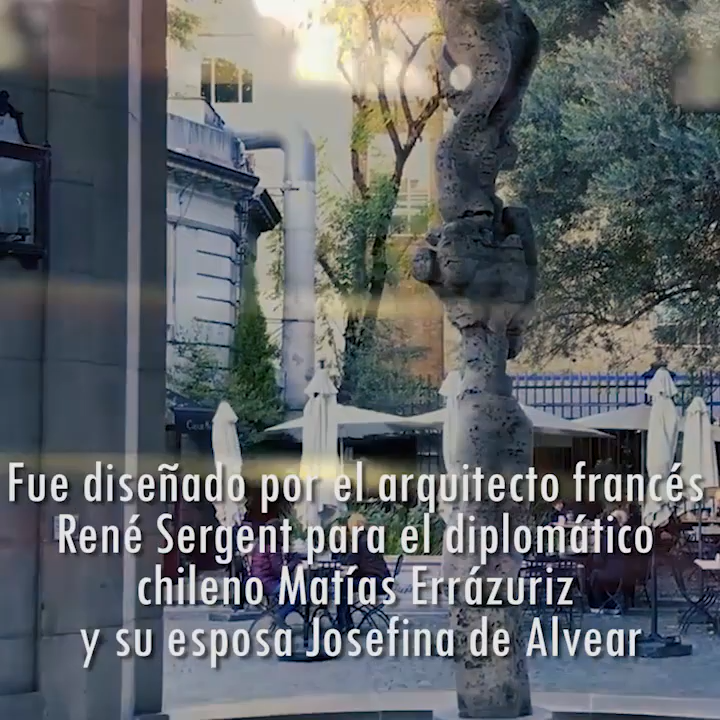 Fue diseñado por el arquitecto francés
René Sergent para el diplomático
chileno Matías Errázuriz
y su esposa Josefina de Alvear